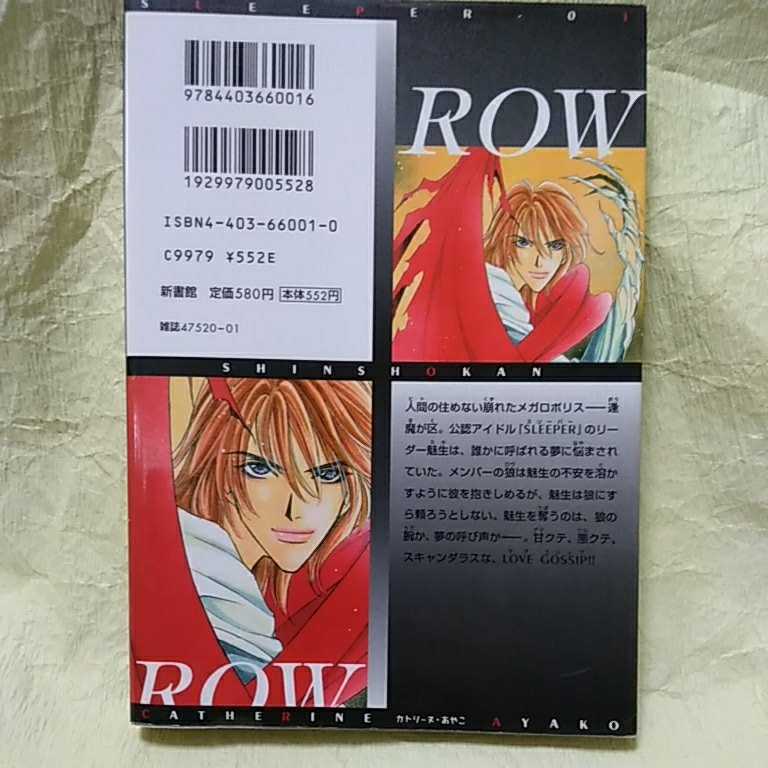 SLEEPER-01
9784403660016
1929979005528
ISBN4-403-66001-0
C9979 ¥552E
新書館 定価580円 本体552円
雑誌47520-01
ROW
SHINSHOKAN
人間の住めない崩れたメガロポリス――逢
魔が区。公認アイドル「SLEEPER」のリー
ダー魅生は、誰かに呼ばれる夢に悩まされ
ていた。メンバーの狼は魅生の不安を溶か
すように彼を抱きしめるが、魅生は狼にす
ら頼ろうとしない。魅生を奪うのは、狼の
腕か、夢の呼び声か――。甘クテ、悪クテ、
スキャンダラスな、LOVE GOSSIP!!
ROW
CATHERINE カトリーヌ・あやこ AYAKO